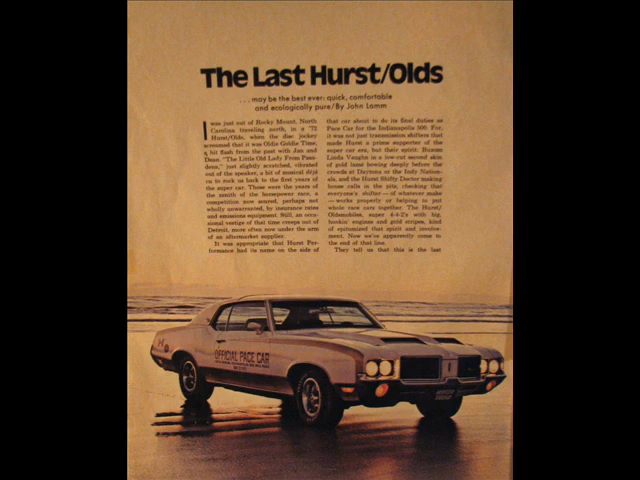 The Last Hurst/Olds
. . . may be the best ever: quick, comfortable
and ecologically pure/By John Lamm
I was just out of Rocky Mount, North
Carolina traveling north, in a '72
Hurst/Olds, when the disc jockey
screamed that it was Oldie Goldie Time,
a hit flash from the past with Jan and
Dean. "The Little Old Lady From Pasa-
dena," just slightly scratched, vibrated
out of the speaker, a bit of musical déjà
vu to rock us back to the first years of
the super car. Those were the years of
the zenith of the horsepower race, a
competition now soured, perhaps not
wholly unwarranted, by insurance rates
and emissions equipment. Still, an occa-
sional vestige of that time creeps out of
Detroit, more often now under the arm
of an aftermarket supplier.
It was appropriate that Hurst Per-
formance had its name on the side of
that car about to do its final duties as
Pace Car for the Indianapolis 500. For,
it was not just transmission shifters that
made Hurst a prime supporter of the
super car era, but their spirit: Buxom
Linda Vaughn in a low-cut second skin
of gold lamé bowing deeply before the
crowds at Daytona or the Indy Nation-
als, and the Hurst Shifty Doctor making
house calls in the pits, checking that
everyone's shifter — of whatever make
— works properly or helping to put
whole race cars together. The Hurst/
Oldsmobiles, super 4-4-2's with big,
honkin' engines and gold stripes, kind
of epitomized that spirit and involve-
ment. Now we've apparently come to
the end of that line.
They tell us that this is the last
OFFICIAL PACE CAR